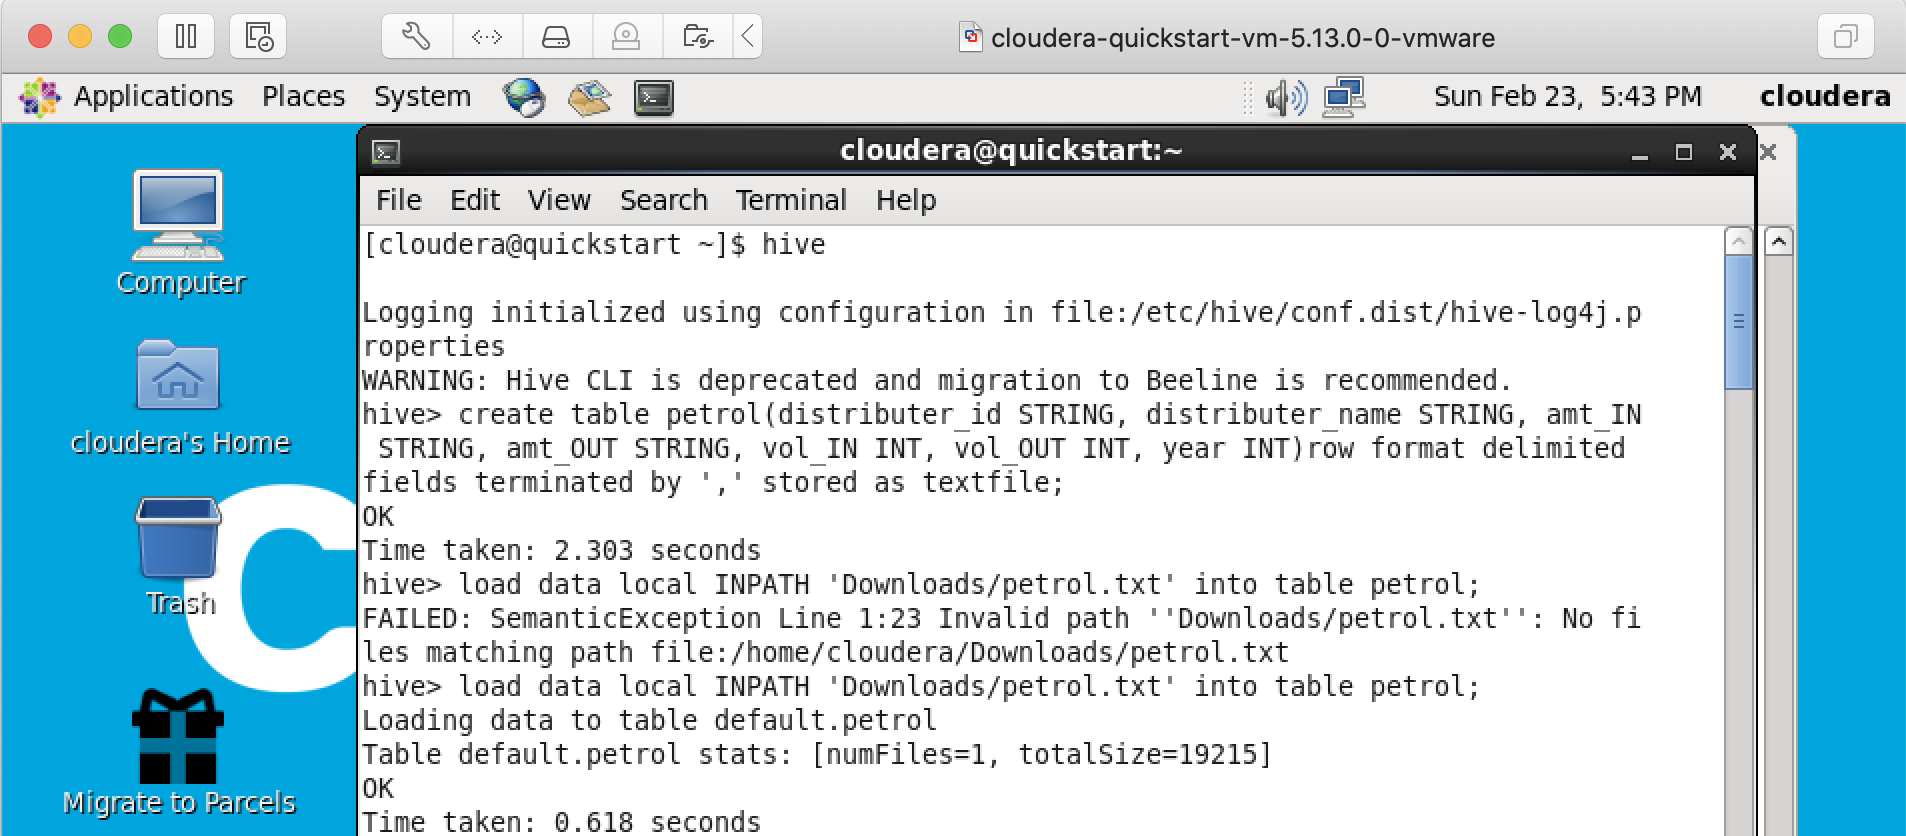 cloudera-quickstart-vm-5.13.0-0-vmware
Applications Places System Sun Feb 23, 5:43 PM cloudera
cloudera@quickstart:~
File Edit View Search Terminal Help
Computer
cloudera's Home
Trash
Migrate to Parcels
[cloudera@quickstart ~]$ hive
Logging initialized using configuration in file:/etc/hive/conf.dist/hive-log4j.p
roperties
WARNING: Hive CLI is deprecated and migration to Beeline is recommended.
hive> create table petrol(distributer_id STRING, distributer_name STRING, amt_IN
 STRING, amt_OUT STRING, vol_IN INT, vol_OUT INT, year INT)row format delimited
fields terminated by ',' stored as textfile;
OK
Time taken: 2.303 seconds
hive> load data local INPATH 'Downloads/petrol.txt' into table petrol;
FAILED: SemanticException Line 1:23 Invalid path ''Downloads/petrol.txt'': No fi
les matching path file:/home/cloudera/Downloads/petrol.txt
hive> load data local INPATH 'Downloads/petrol.txt' into table petrol;
Loading data to table default.petrol
Table default.petrol stats: [numFiles=1, totalSize=19215]
OK
Time taken: 0.618 seconds